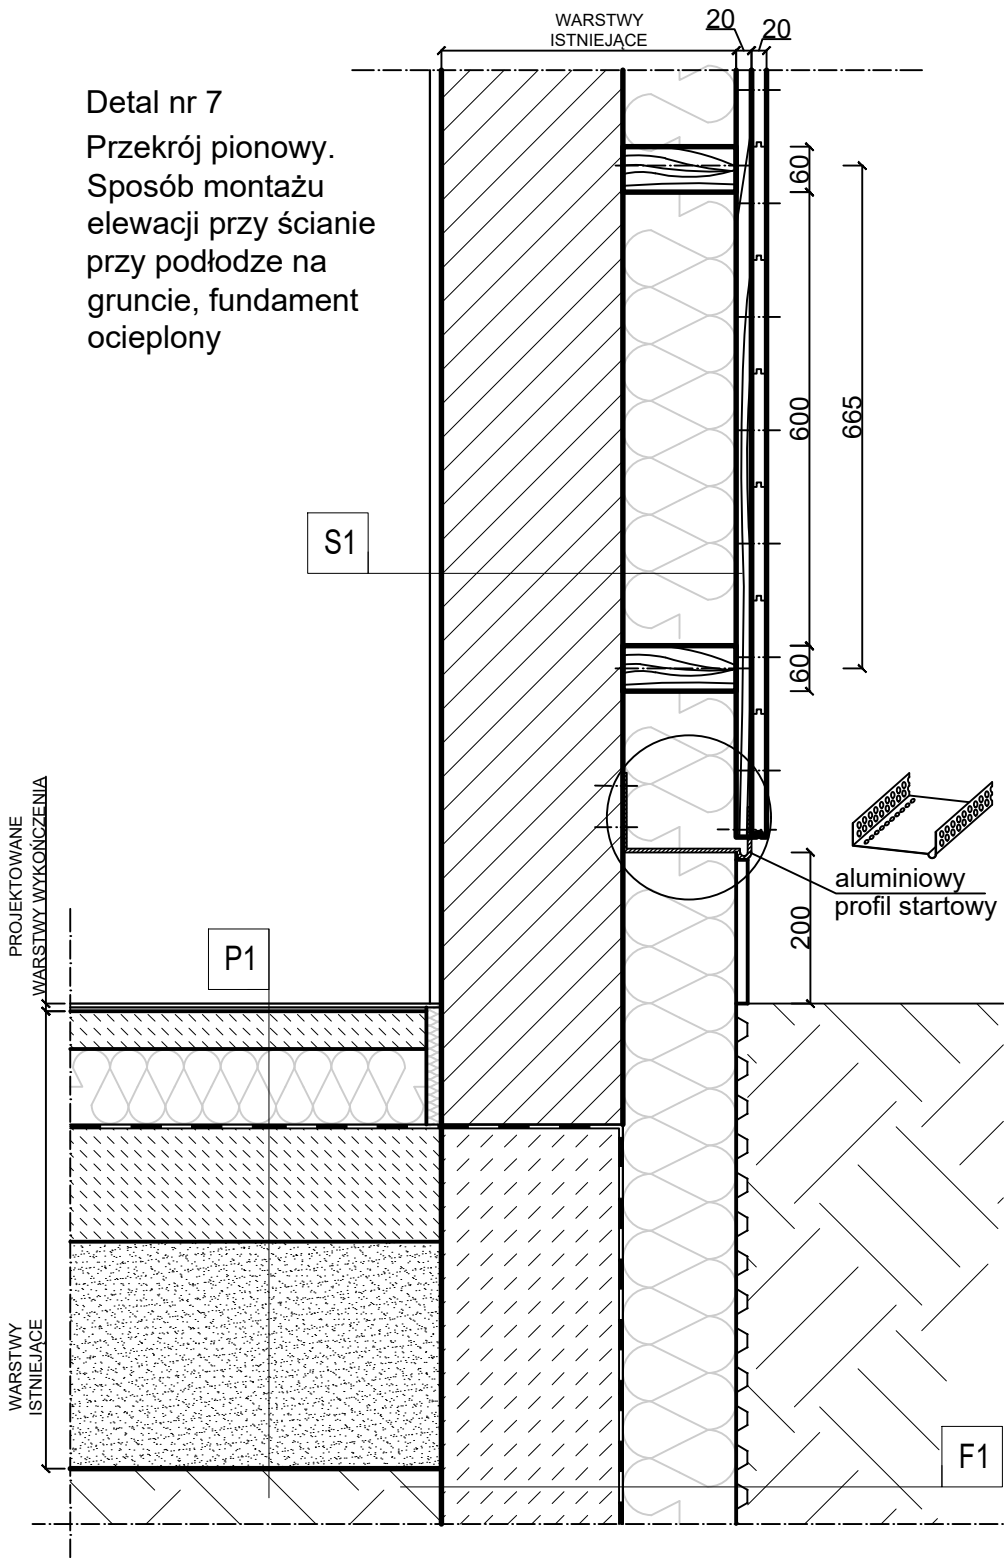 WARSTWY
ISTNIEJĄCE
20
20
Detal nr 7
Przekrój pionowy.
Sposób montażu
elewacji przy ścianie
przy podłodze na
gruncie, fundament
ocieplony
60
600
665
60
S1
PROJEKTOWANE
WARSTWY WYKOŃCZENIA
aluminiowy
profil startowy
200
P1
WARSTWY
ISTNIEJĄCE
F1